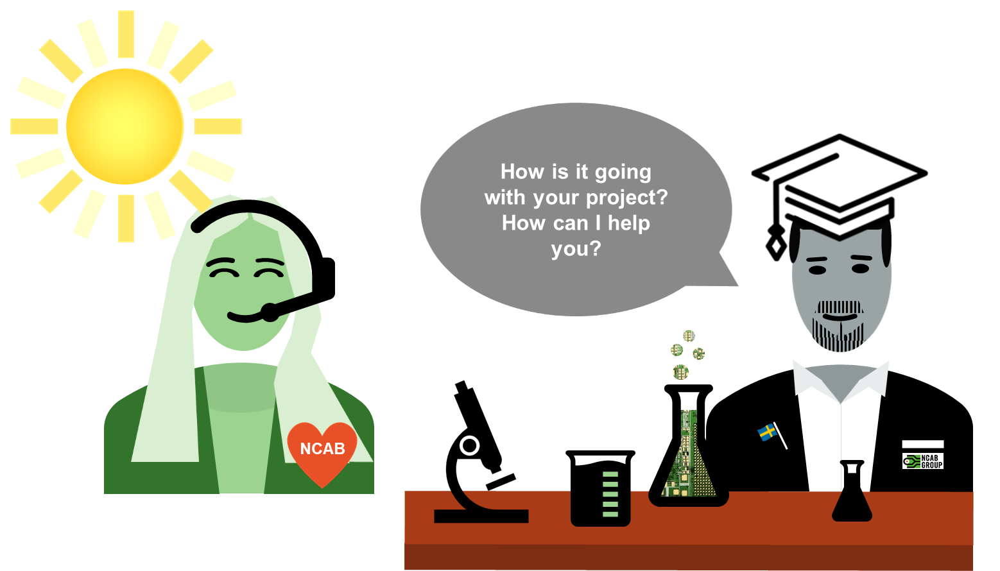 How is it going
with your project?
How can I help
you?
NCAB
NCAB
GROUP